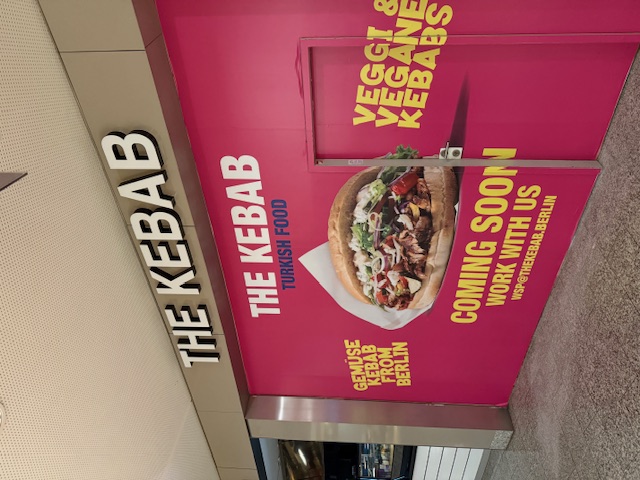 THE KEBAB
THE KEBAB
TURKISH FOOD
GEMÜSE
KEBAB
FROM
BERLIN
VEGGI &
VEGANE
KEBABS
COMING SOON
WORK WITH US
WSP@THEKEBAB.BERLIN